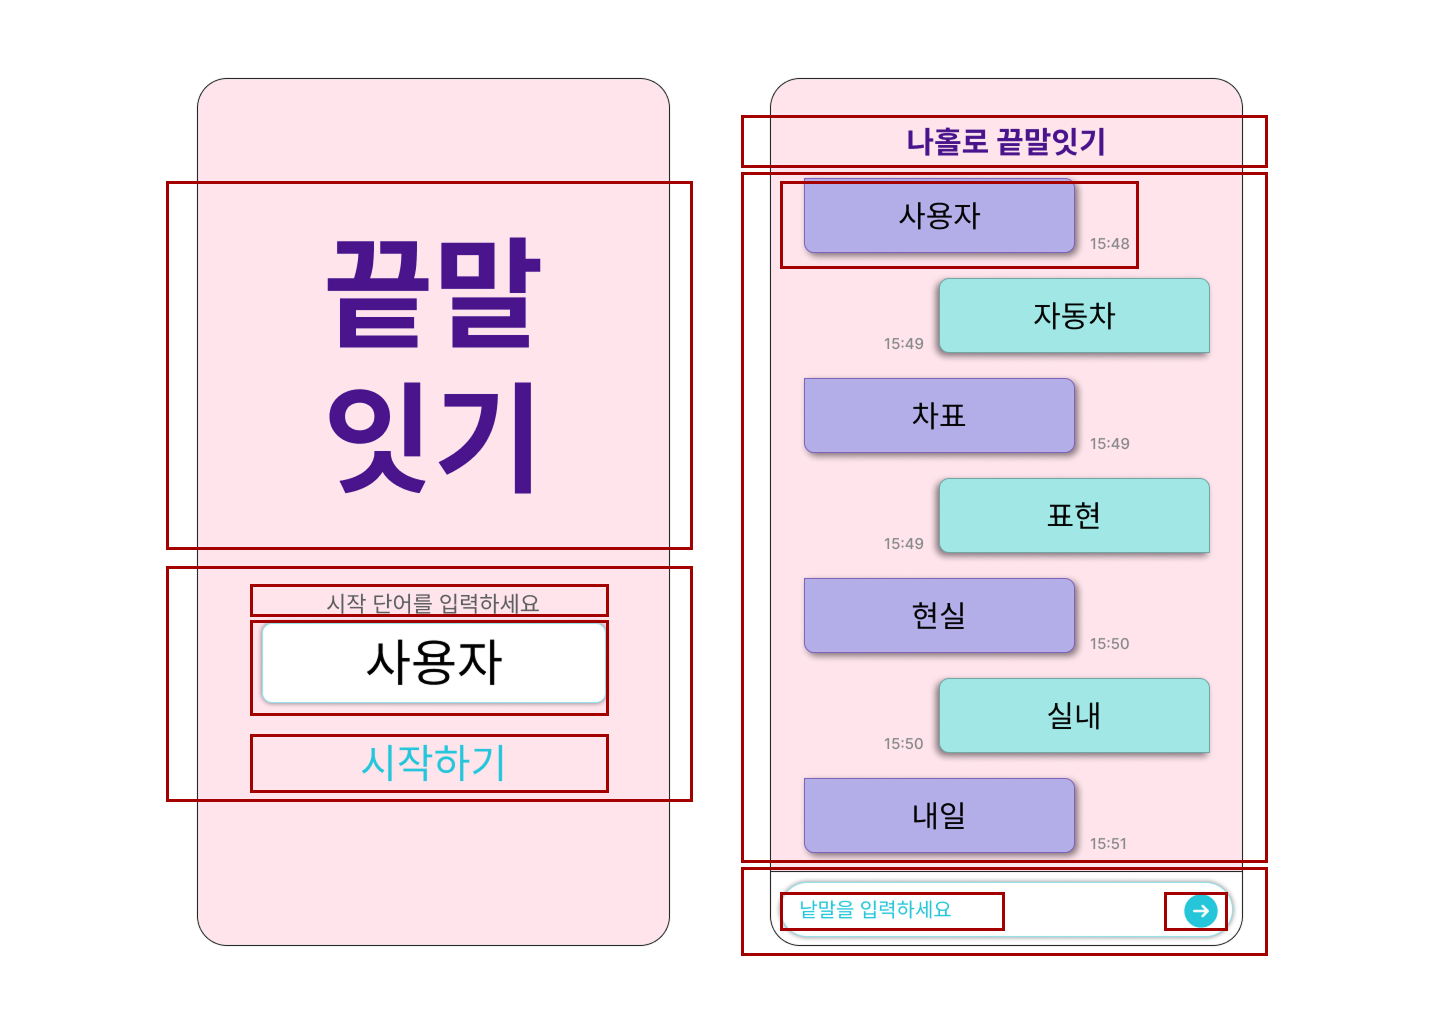 끝말
잇기
시작 단어를 입력하세요
사용자
시작하기
나홀로 끝말잇기
사용자
15:48
자동차
15:49
차표
15:49
표현
15:49
현실
15:50
실내
15:50
내일
15:51
낱말을 입력하세요